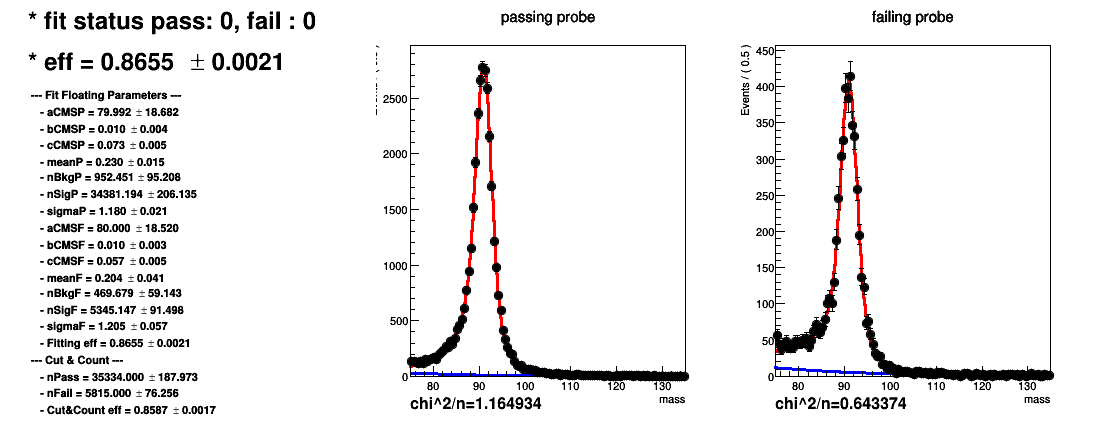 * fit status pass: 0, fail : 0
* eff = 0.8655 ± 0.0021
--- Fit Floating Parameters ---
- aCMSP = 79.992 ± 18.682
- bCMSP = 0.010 ± 0.004
- cCMSP = 0.073 ± 0.005
- meanP = 0.230 ± 0.015
- nBkgP = 952.451 ± 95.208
- nSigP = 34381.194 ± 206.135
- sigmaP = 1.180 ± 0.021
- aCMSF = 80.000 ± 18.520
- bCMSF = 0.010 ± 0.003
- cCMSF = 0.057 ± 0.005
- meanF = 0.204 ± 0.041
- nBkgF = 469.679 ± 59.143
- nSigF = 5345.147 ± 91.498
- sigmaF = 1.205 ± 0.057
- Fitting eff = 0.8655 ± 0.0021
--- Cut & Count ---
- nPass = 35334.000 ± 187.973
- nFail = 5815.000 ± 76.256
- Cut&Count eff = 0.8587 ± 0.0017
passing probe
2500
2000
1500
1000
500
0
80 90 100 110 120 130
mass
chi^2/n=1.164934
failing probe
Events / ( 0.5 )
450
400
350
300
250
200
150
100
50
0
80 90 100 110 120 130
mass
chi^2/n=0.643374